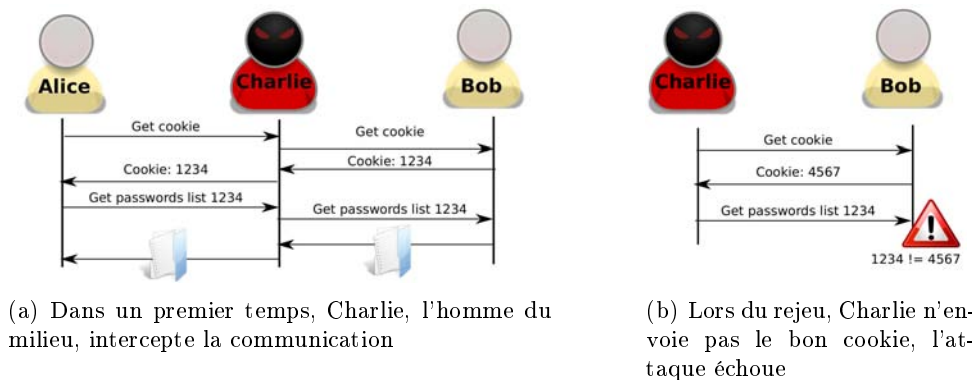 Alice
Charlie
Bob
Get cookie
Get cookie
Cookie: 1234
Cookie: 1234
Get passwords list 1234
Get passwords list 1234
(a) Dans un premier temps, Charlie, l'homme du
milieu, intercepte la communication
Charlie
Bob
Get cookie
Cookie: 4567
Get passwords list 1234
!
1234 != 4567
(b) Lors du rejeu, Charlie n'en-
voie pas le bon cookie, l'at-
taque échoue